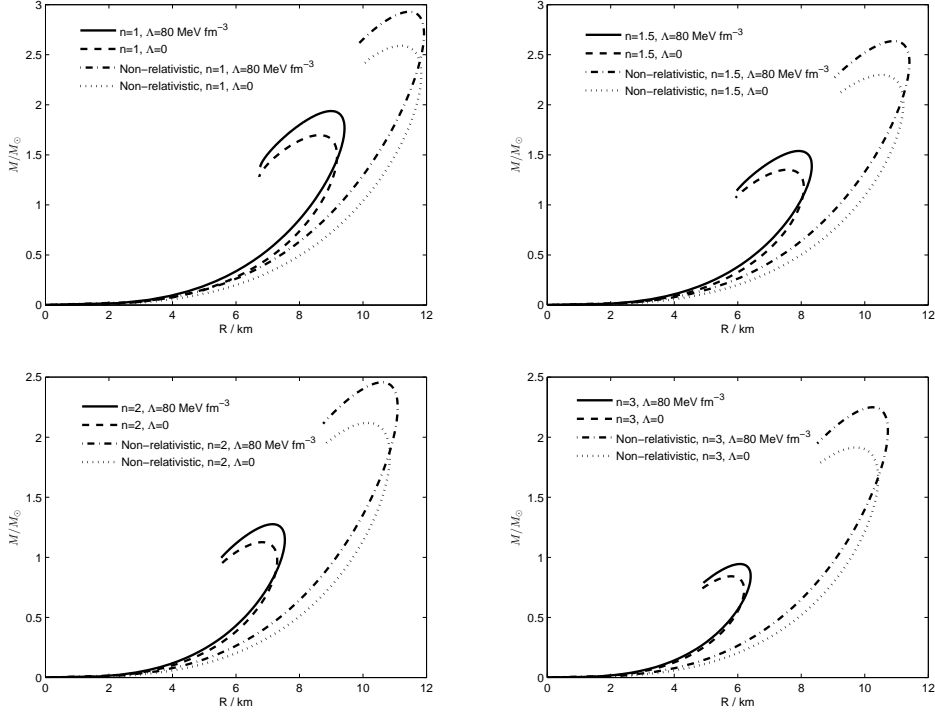 3
2.5
2
1.5
1
0.5
0
M/M⊙
n=1, Λ=80 MeV fm⁻³
n=1, Λ=0
Non−relativistic, n=1, Λ=80 MeV fm⁻³
Non−relativistic, n=1, Λ=0
0 2 4 6 8 10 12
R / km
3
2.5
2
1.5
1
0.5
0
M/M⊙
n=1.5, Λ=80 MeV fm⁻³
n=1.5, Λ=0
Non−relativistic, n=1.5, Λ=80 MeV fm⁻³
Non−relativistic, n=1.5, Λ=0
0 2 4 6 8 10 12
R / km
2.5
2
1.5
1
0.5
0
M/M⊙
n=2, Λ=80 MeV fm⁻³
n=2, Λ=0
Non−relativistic, n=2, Λ=80 MeV fm⁻³
Non−relativistic, n=2, Λ=0
0 2 4 6 8 10 12
R / km
2.5
2
1.5
1
0.5
0
M/M⊙
n=3, Λ=80 MeV fm⁻³
n=3, Λ=0
Non−relativistic, n=3, Λ=80 MeV fm⁻³
Non−relativistic, n=3, Λ=0
0 2 4 6 8 10 12
R / km